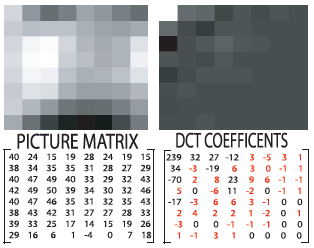 PICTURE MATRIX
40 24 15 19 28 24 19 15
38 34 35 35 31 28 27 29
40 47 49 40 33 29 32 43
42 49 50 39 34 30 32 46
40 47 46 35 31 32 35 43
38 43 42 31 27 27 28 33
39 33 25 17 14 15 19 26
29 16 6 1 -4 0 7 18
DCT COEFFICENTS
239 32 27 -12 3 -5 3 1
34 -3 -19 6 3 0 -1 1
-70 2 8 23 9 6 -1 -1
5 0 -6 11 -2 0 -1 1
-17 -3 6 6 3 -1 0 0
2 4 2 2 1 -2 0 1
-3 0 0 -1 -1 -1 0 0
1 -1 3 1 0 0 0 0